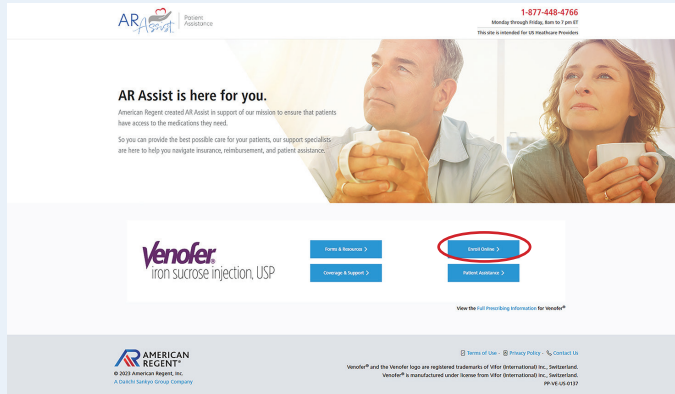 AR Assist
Patient
Assistance
1-877-448-4766
Monday through Friday, 8am to 7 pm ET
This site is intended for US Heathcare Providers
AR Assist is here for you.
American Regent created AR Assist in support of our mission to ensure that patients
have access to the medications they need.
So you can provide the best possible care for your patients, our support specialists
are here to help you navigate insurance, reimbursement, and patient assistance.
Venofer®
iron sucrose injection, USP
Forms & Resources >
Enroll Online >
Coverage & Support >
Patient Assistance >
View the Full Prescribing Information for Venofer®
AMERICAN
REGENT®
© 2023 American Regent, Inc.
A Daiichi Sankyo Group Company
Terms of Use - Privacy Policy - Contact Us
Venofer® and the Venofer logo are registered trademarks of Vifor (International) Inc., Switzerland.
Venofer® is manufactured under license from Vifor (International) Inc., Switzerland.
PP-VE-US-0137